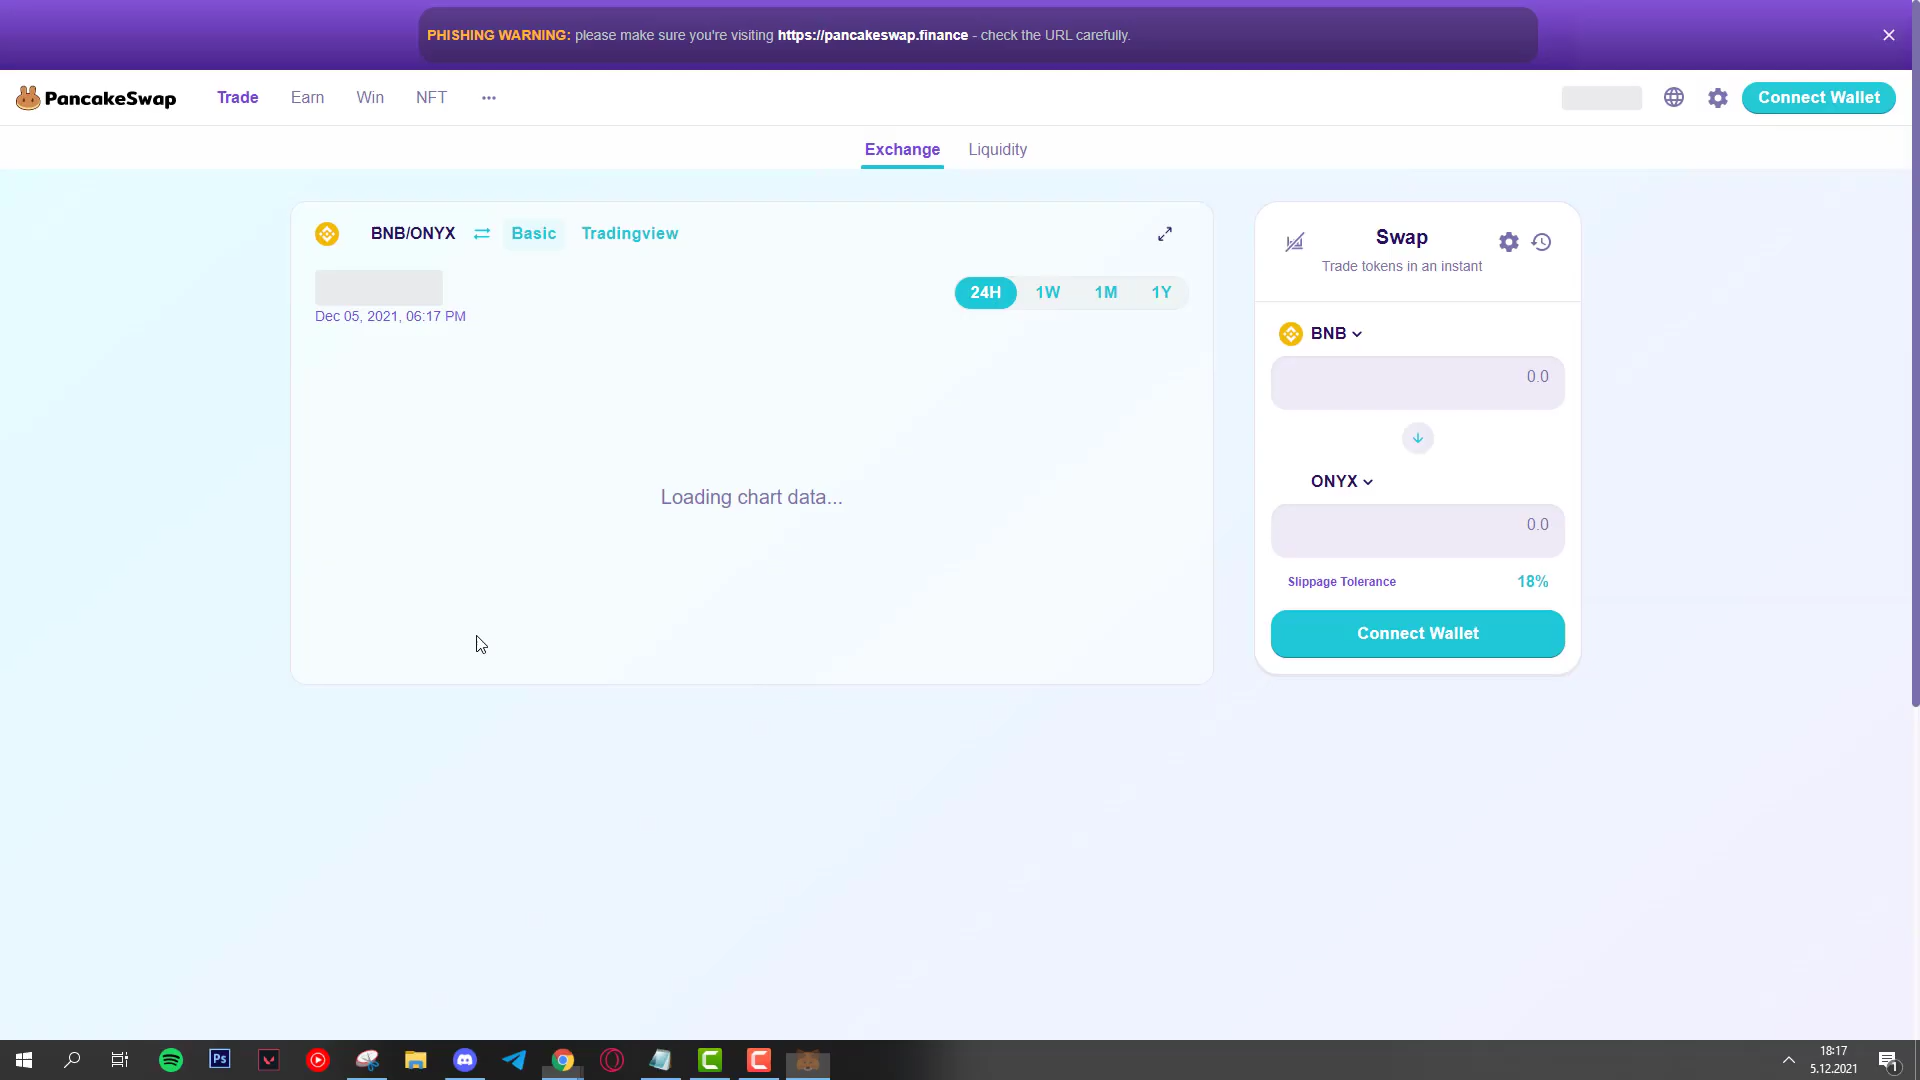 PHISHING WARNING: please make sure you're visiting https://pancakeswap.finance - check the URL carefully.
PancakeSwap Trade Earn Win NFT ... Connect Wallet
Exchange Liquidity
BNB/ONYX Basic Tradingview
24H 1W 1M 1Y
Dec 05, 2021, 06:17 PM
Loading chart data...
Swap
Trade tokens in an instant
BNB
0.0
ONYX
0.0
Slippage Tolerance 18%
Connect Wallet
Ps
18:17
5.12.2021
1